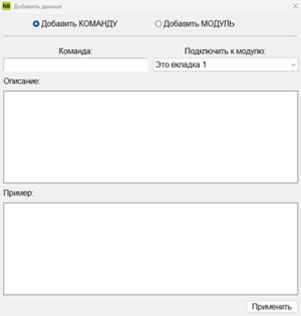 NB Добавить данные
Добавить КОМАНДУ Добавить МОДУЛЬ
Команда: Подключить к модулю:
Это вкладка 1
Описание:
Пример:
Применить